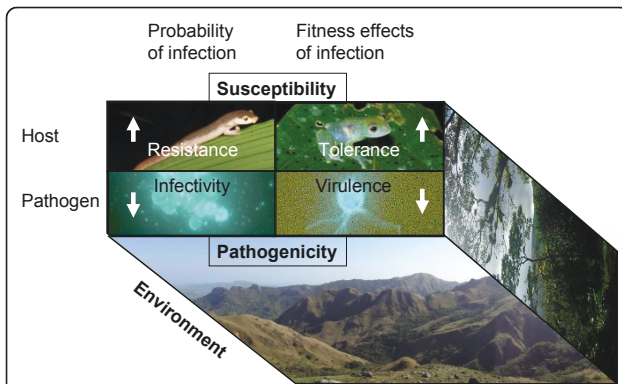 Probability
of infection
Fitness effects
of infection
Susceptibility
Host
Resistance
Tolerance
Pathogen
Infectivity
Virulence
Pathogenicity
Environment